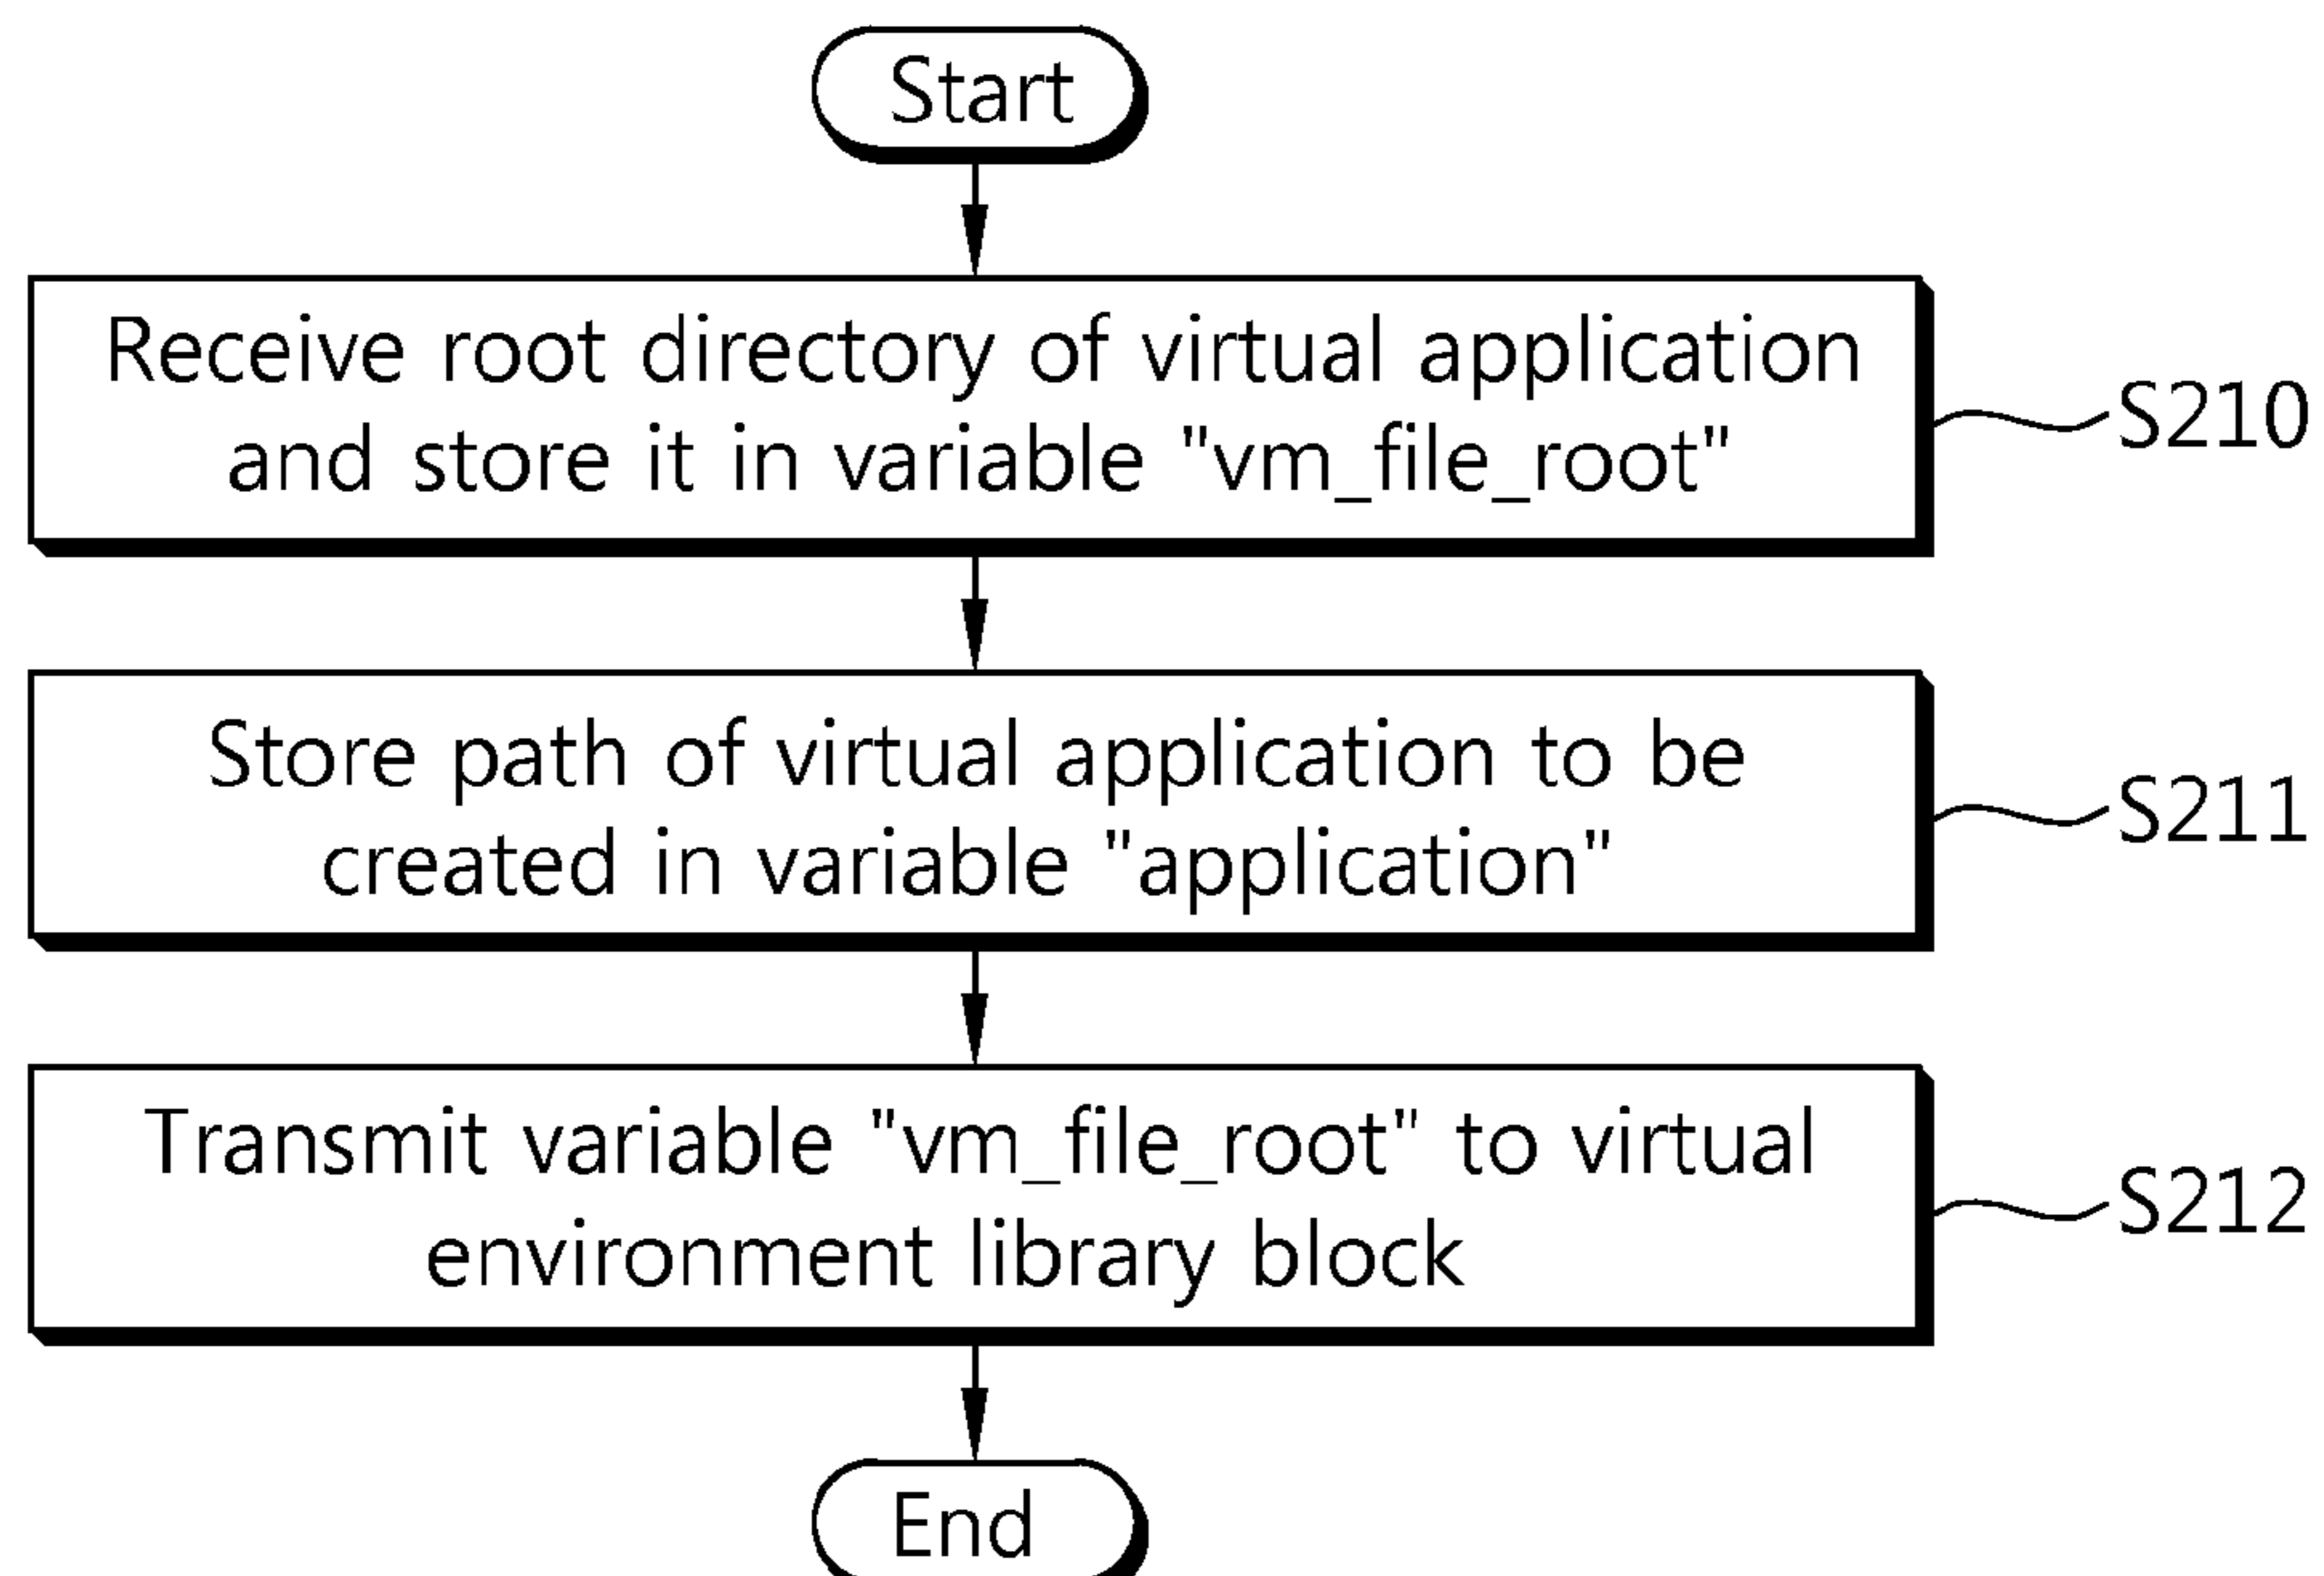 Start
Receive root directory of virtual application
and store it in variable "vm_file_root"
S210
Store path of virtual application to be
created in variable "application"
S211
Transmit variable "vm_file_root" to virtual
environment library block
S212
End